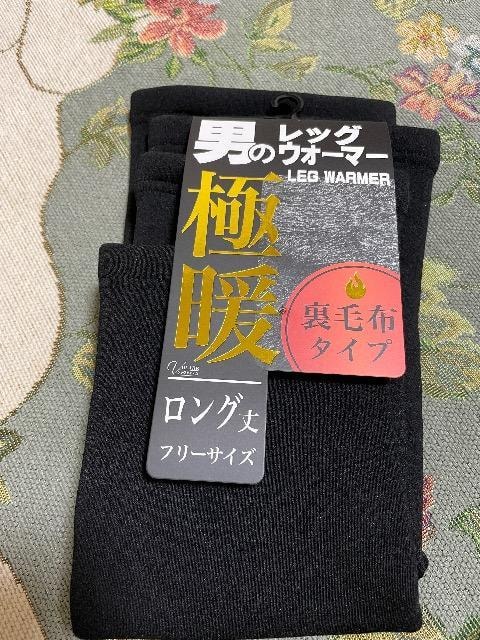 男のレッグ
ウォーマー
LEG WARMER
極暖
裏毛布
タイプ
ロング丈
フリーサイズ